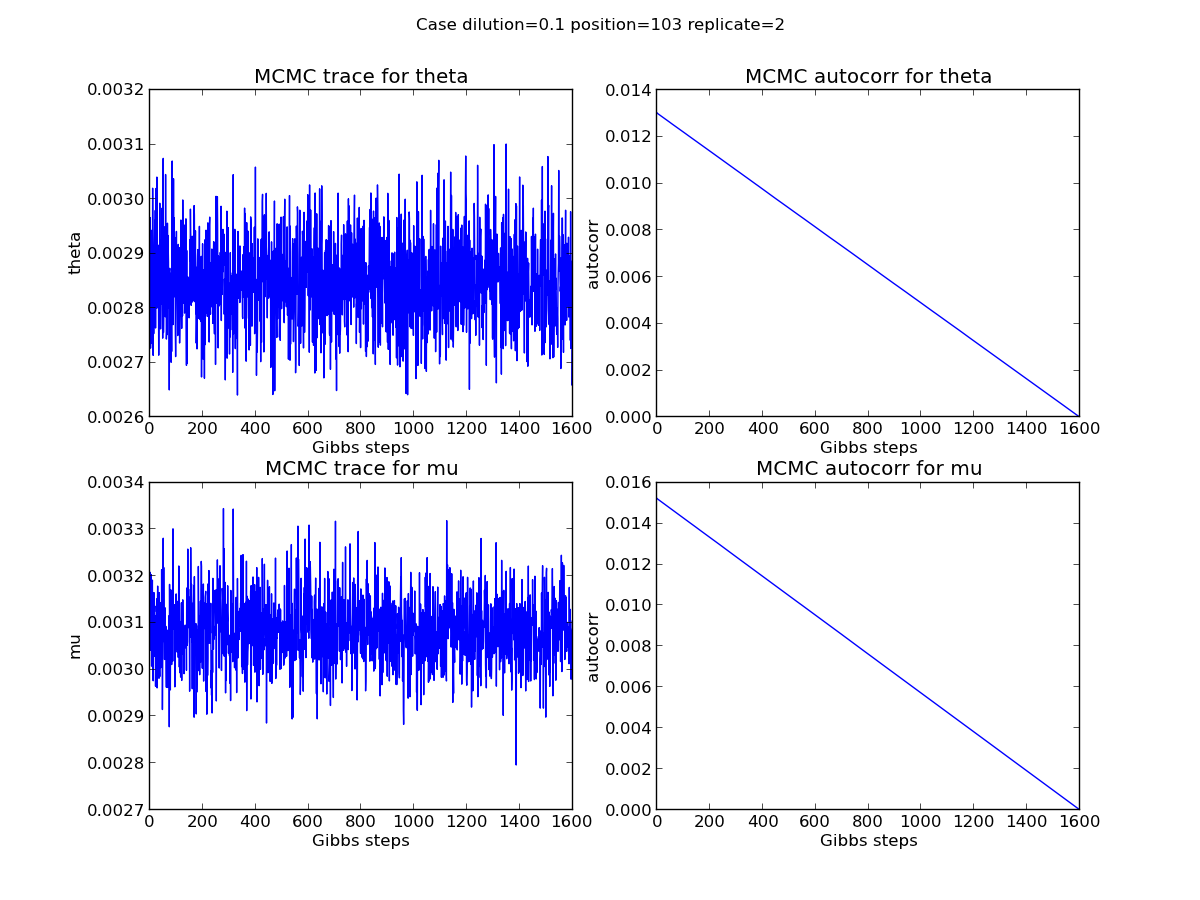 Case dilution=0.1 position=103 replicate=2
MCMC trace for theta
0.0032
0.0031
0.0030
0.0029
0.0028
0.0027
0.0026
theta
0 200 400 600 800 1000 1200 1400 1600
Gibbs steps
MCMC autocorr for theta
0.014
0.012
0.010
0.008
0.006
0.004
0.002
0.000
autocorr
0 200 400 600 800 1000 1200 1400 1600
Gibbs steps
MCMC trace for mu
0.0034
0.0033
0.0032
0.0031
0.0030
0.0029
0.0028
0.0027
mu
0 200 400 600 800 1000 1200 1400 1600
Gibbs steps
MCMC autocorr for mu
0.016
0.014
0.012
0.010
0.008
0.006
0.004
0.002
0.000
autocorr
0 200 400 600 800 1000 1200 1400 1600
Gibbs steps